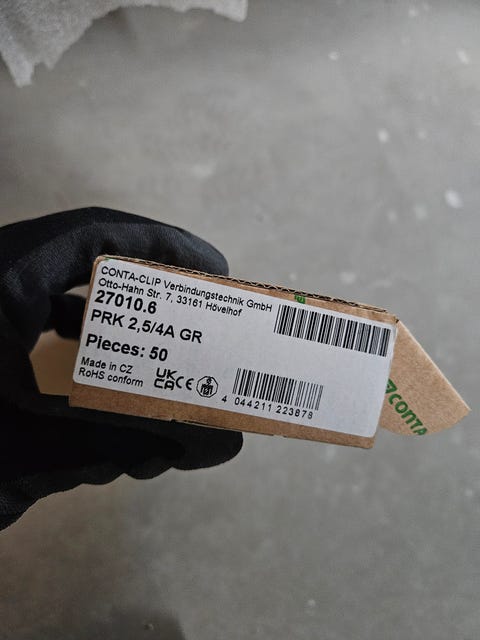 CONTA-CLIP Verbindungstechnik GmbH
Otto-Hahn Str. 7, 33161 Hövelhof
27010.6
PRK 2,5/4A GR
Pieces: 50
Made in CZ
RoHS conform
UK
CA CE
4 044211 223878
CONTA